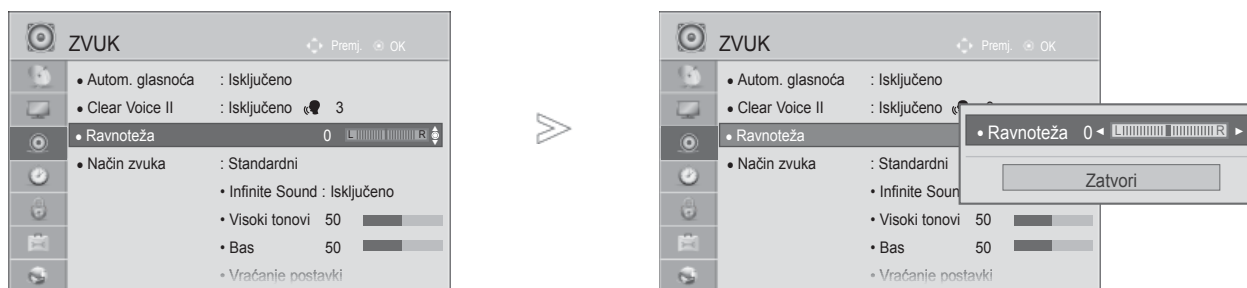 ZVUK
Premj. OK
• Autom. glasnoća : Isključeno
• Clear Voice II : Isključeno 3
• Ravnoteža 0 L R
• Način zvuka : Standardni
• Infinite Sound : Isključeno
• Visoki tonovi 50
• Bas 50
• Vraćanje postavki
ZVUK
Premj. OK
• Autom. glasnoća : Isključeno
• Clear Voice II : Isključeno
• Ravnoteža
• Način zvuka : Standardni
• Infinite Soun
• Visoki tonovi 50
• Bas 50
• Vraćanje postavki
• Ravnoteža 0 L R
Zatvori